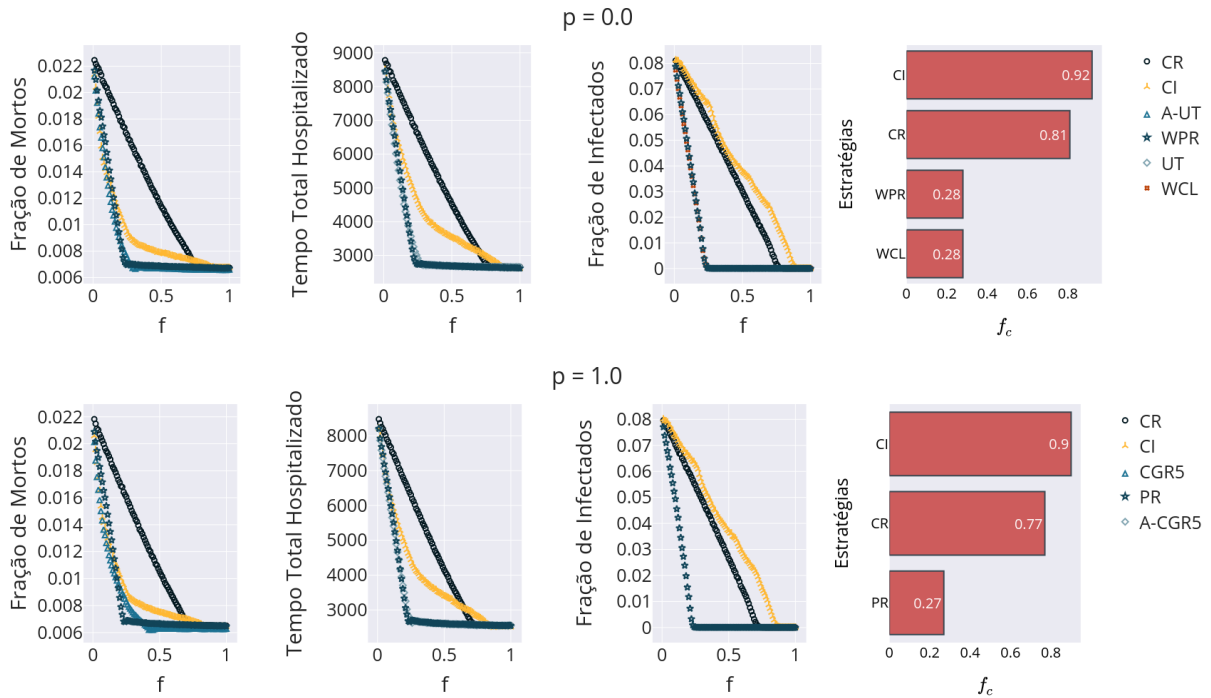 p = 0.0
Fração de Mortos
0.022
0.02
0.018
0.016
0.014
0.012
0.01
0.008
0.006
0
0.5
1
f
Tempo Total Hospitalizado
9000
8000
7000
6000
5000
4000
3000
0
0.5
1
f
Fração de Infectados
0.08
0.07
0.06
0.05
0.04
0.03
0.02
0.01
0
0
0.5
1
f
Estratégias
CI
0.92
CR
0.81
WPR
0.28
WCL
0.28
0
0.2
0.4
0.6
0.8
f_c
CR
CI
A-UT
WPR
UT
WCL
p = 1.0
Fração de Mortos
0.022
0.02
0.018
0.016
0.014
0.012
0.01
0.008
0.006
0
0.5
1
f
Tempo Total Hospitalizado
8000
7000
6000
5000
4000
3000
0
0.5
1
f
Fração de Infectados
0.08
0.07
0.06
0.05
0.04
0.03
0.02
0.01
0
0
0.5
1
f
Estratégias
CI
0.9
CR
0.77
PR
0.27
0
0.2
0.4
0.6
0.8
f_c
CR
CI
CGR5
PR
A-CGR5